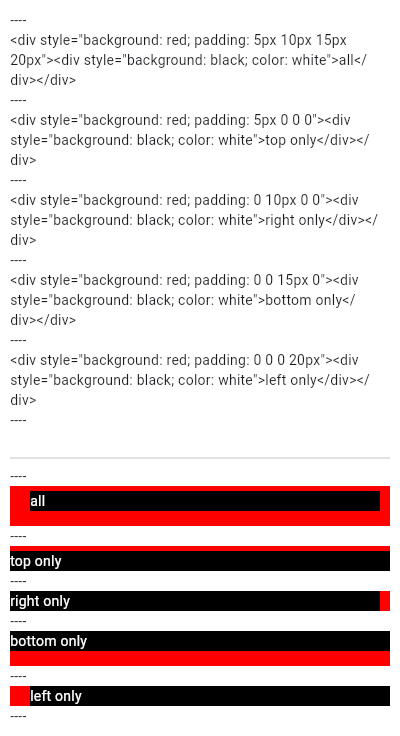 ----
<div style="background: red; padding: 5px 10px 15px
20px"><div style="background: black; color: white">all</
div></div>
----
<div style="background: red; padding: 5px 0 0 0"><div
style="background: black; color: white">top only</div></
div>
----
<div style="background: red; padding: 0 10px 0 0"><div
style="background: black; color: white">right only</div></
div>
----
<div style="background: red; padding: 0 0 15px 0"><div
style="background: black; color: white">bottom only</
div></div>
----
<div style="background: red; padding: 0 0 0 20px"><div
style="background: black; color: white">left only</div></
div>
----
----
all
----
top only
----
right only
----
bottom only
----
left only
----